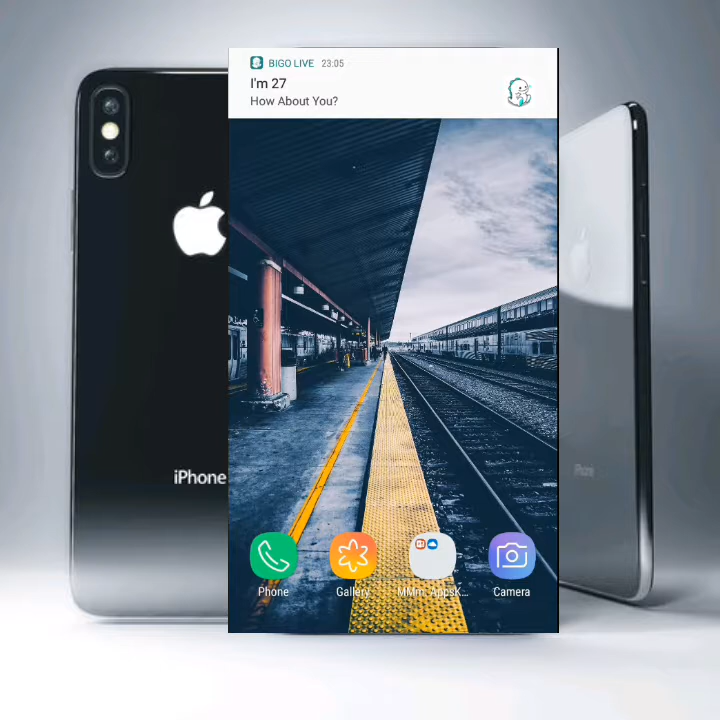 BIGO LIVE 23:05
I'm 27
How About You?
iPhone
Phone
Gallery
Camera